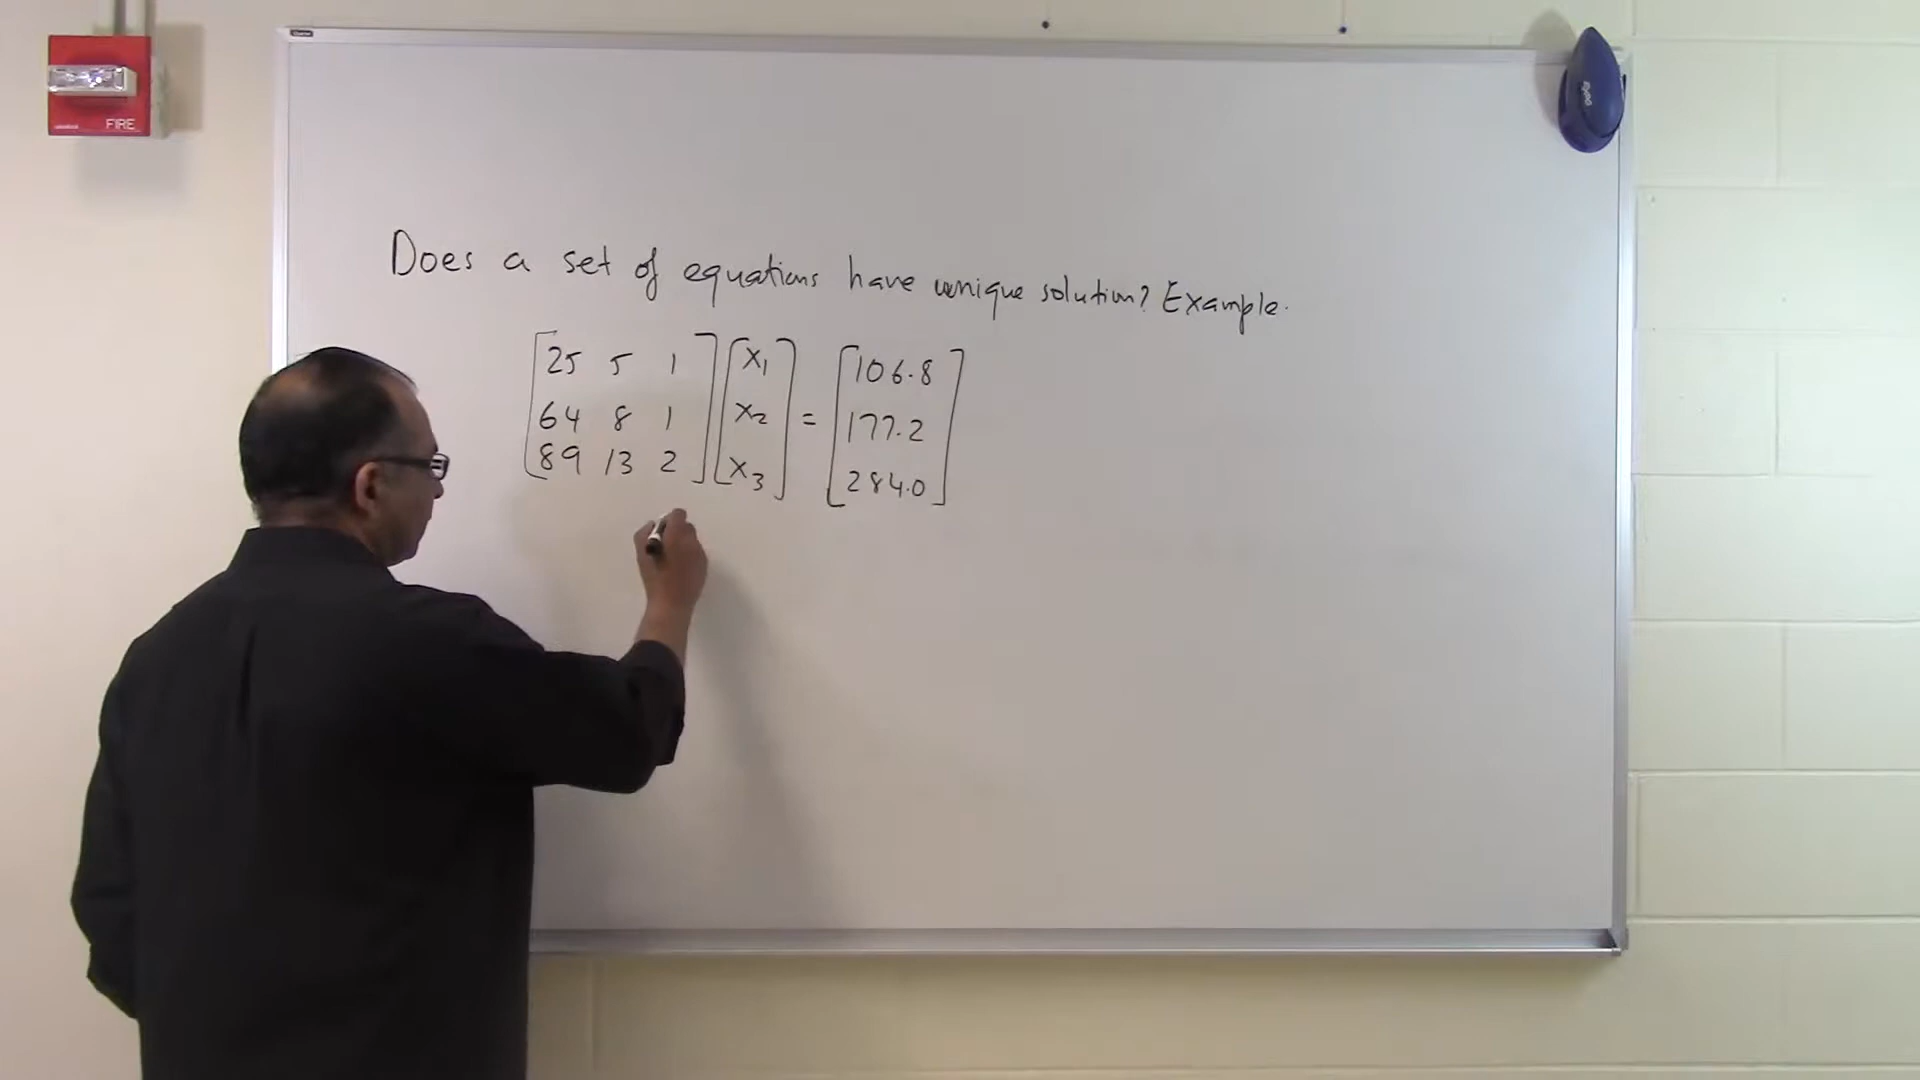 FIRE
Does a set of equations have unique solution? Example.
25 5 1 x1 106.8
64 8 1 x2 = 177.2
89 13 2 x3 284.0